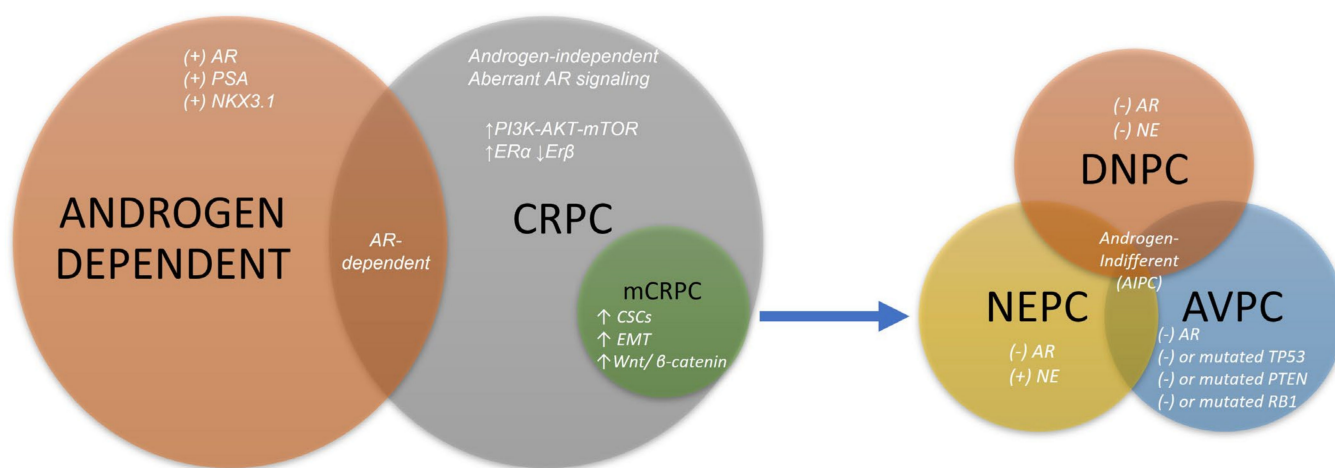 (+) AR
(+) PSA
(+) NKX3.1
ANDROGEN
DEPENDENT
AR-
dependent
Androgen-independent
Aberrant AR signaling
↑PI3K-AKT-mTOR
↑ERα ↓Erβ
CRPC
mCRPC
↑ CSCs
↑ EMT
↑Wnt/ β-catenin
(-) AR
(-) NE
DNPC
Androgen-
Indifferent
(AIPC)
NEPC
(-) AR
(+) NE
AVPC
(-) AR
(-) or mutated TP53
(-) or mutated PTEN
(-) or mutated RB1